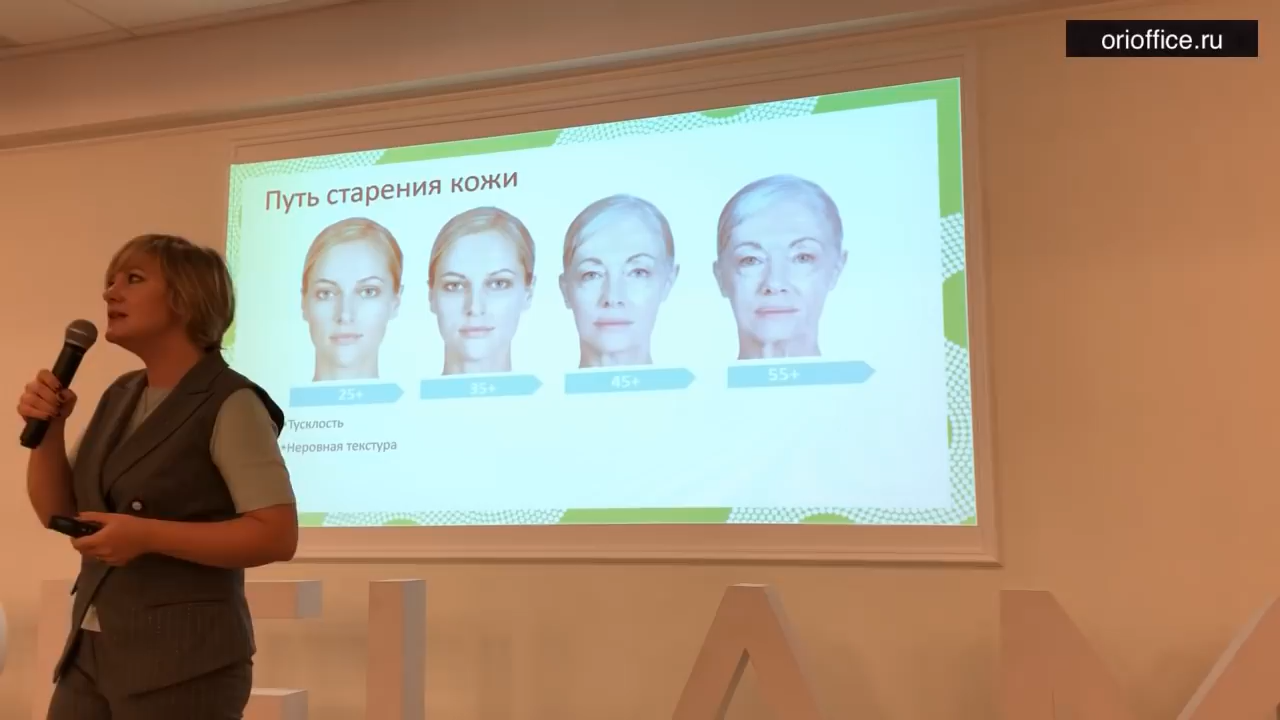 orioffice.ru
Путь старения кожи
25+
35+
45+
55+
•Тусклость
•Неровная текстура